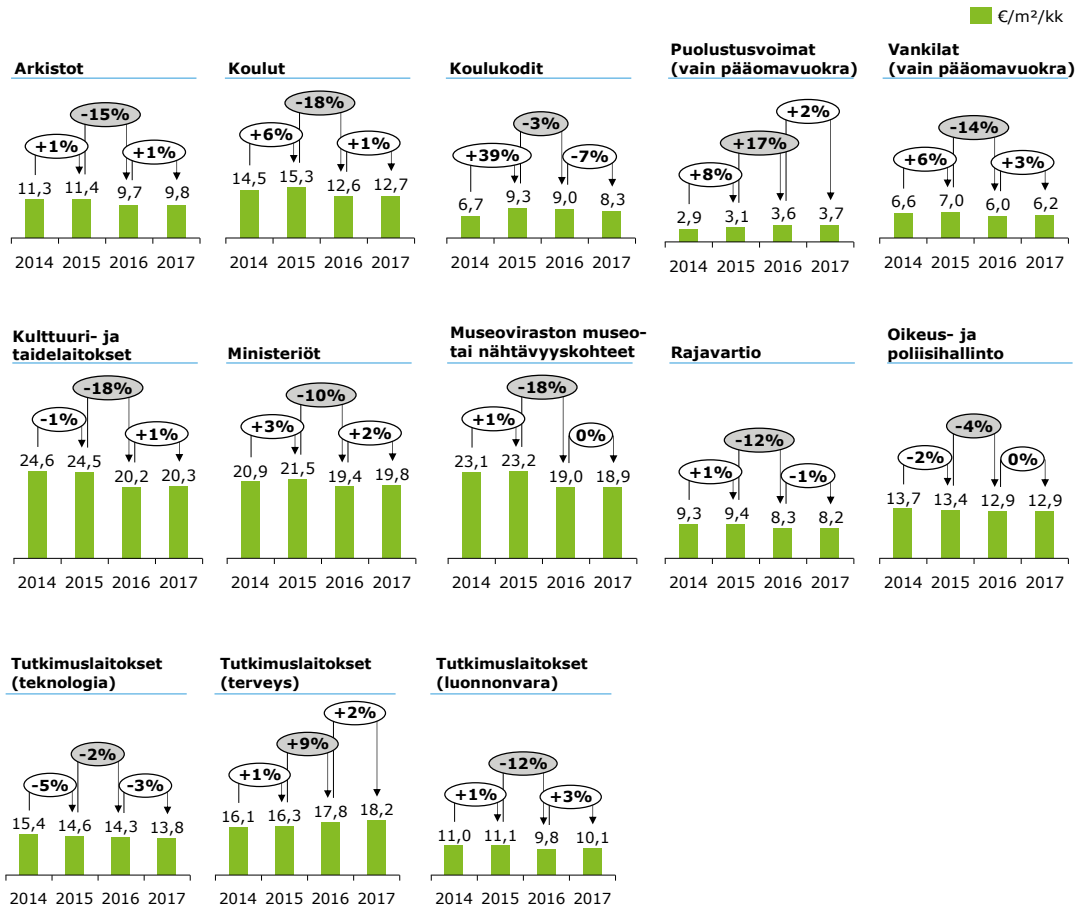 €/m²/kk
Arkistot
-15%
+1%
+1%
11,3 11,4 9,7 9,8
2014 2015 2016 2017
Koulut
-18%
+6%
+1%
14,5 15,3 12,6 12,7
2014 2015 2016 2017
Koulukodit
-3%
+39%
-7%
6,7 9,3 9,0 8,3
2014 2015 2016 2017
Puolustusvoimat
(vain pääomavuokra)
+2%
+17%
+8%
2,9 3,1 3,6 3,7
2014 2015 2016 2017
Vankilat
(vain pääomavuokra)
-14%
+6%
+3%
6,6 7,0 6,0 6,2
2014 2015 2016 2017
Kulttuuri- ja
taidelaitokset
-18%
-1%
+1%
24,6 24,5 20,2 20,3
2014 2015 2016 2017
Ministeriöt
-10%
+3%
+2%
20,9 21,5 19,4 19,8
2014 2015 2016 2017
Museoviraston museo-
tai nähtävyyskohteet
-18%
+1%
0%
23,1 23,2 19,0 18,9
2014 2015 2016 2017
Rajavartio
-12%
+1%
-1%
9,3 9,4 8,3 8,2
2014 2015 2016 2017
Oikeus- ja
poliisihallinto
-4%
-2%
0%
13,7 13,4 12,9 12,9
2014 2015 2016 2017
Tutkimuslaitokset
(teknologia)
-2%
-5%
-3%
15,4 14,6 14,3 13,8
2014 2015 2016 2017
Tutkimuslaitokset
(terveys)
+2%
+9%
+1%
16,1 16,3 17,8 18,2
2014 2015 2016 2017
Tutkimuslaitokset
(luonnonvara)
-12%
+1%
+3%
11,0 11,1 9,8 10,1
2014 2015 2016 2017